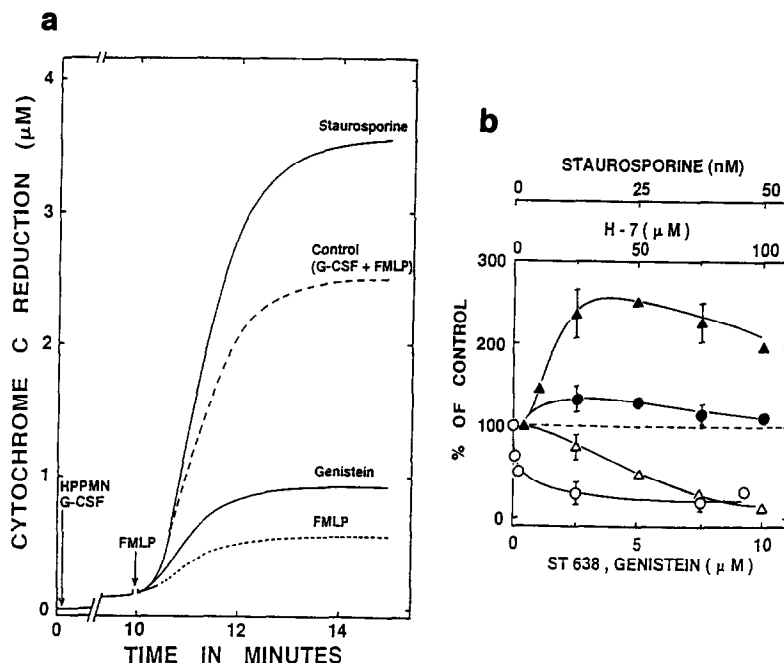 a
CYTOCHROME C REDUCTION (μM)
4
3
2
1
0
Staurosporine
Control
(G-CSF + FMLP)
Genistein
FMLP
HPPMN
G-CSF
FMLP
0 10 12 14
TIME IN MINUTES
b
STAUROSPORINE (nM)
0 25 50
H-7 (μM)
0 50 100
% OF CONTROL
300
200
100
0
0 5 10
ST 638, GENISTEIN (μM)